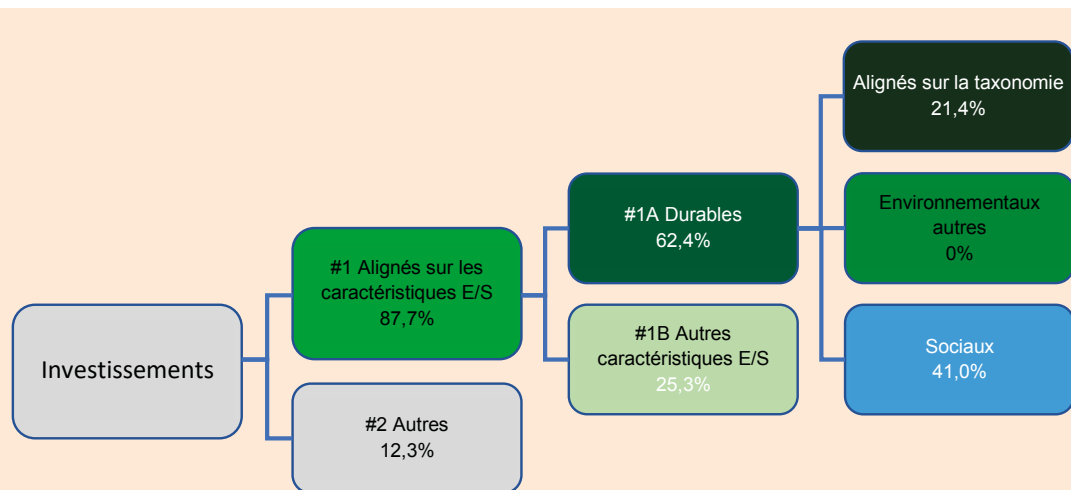 Investissements
#1 Alignés sur les
caractéristiques E/S
87,7%
#2 Autres
12,3%
#1A Durables
62,4%
#1B Autres
caractéristiques E/S
25,3%
Alignés sur la taxonomie
21,4%
Environnementaux
autres
0%
Sociaux
41,0%